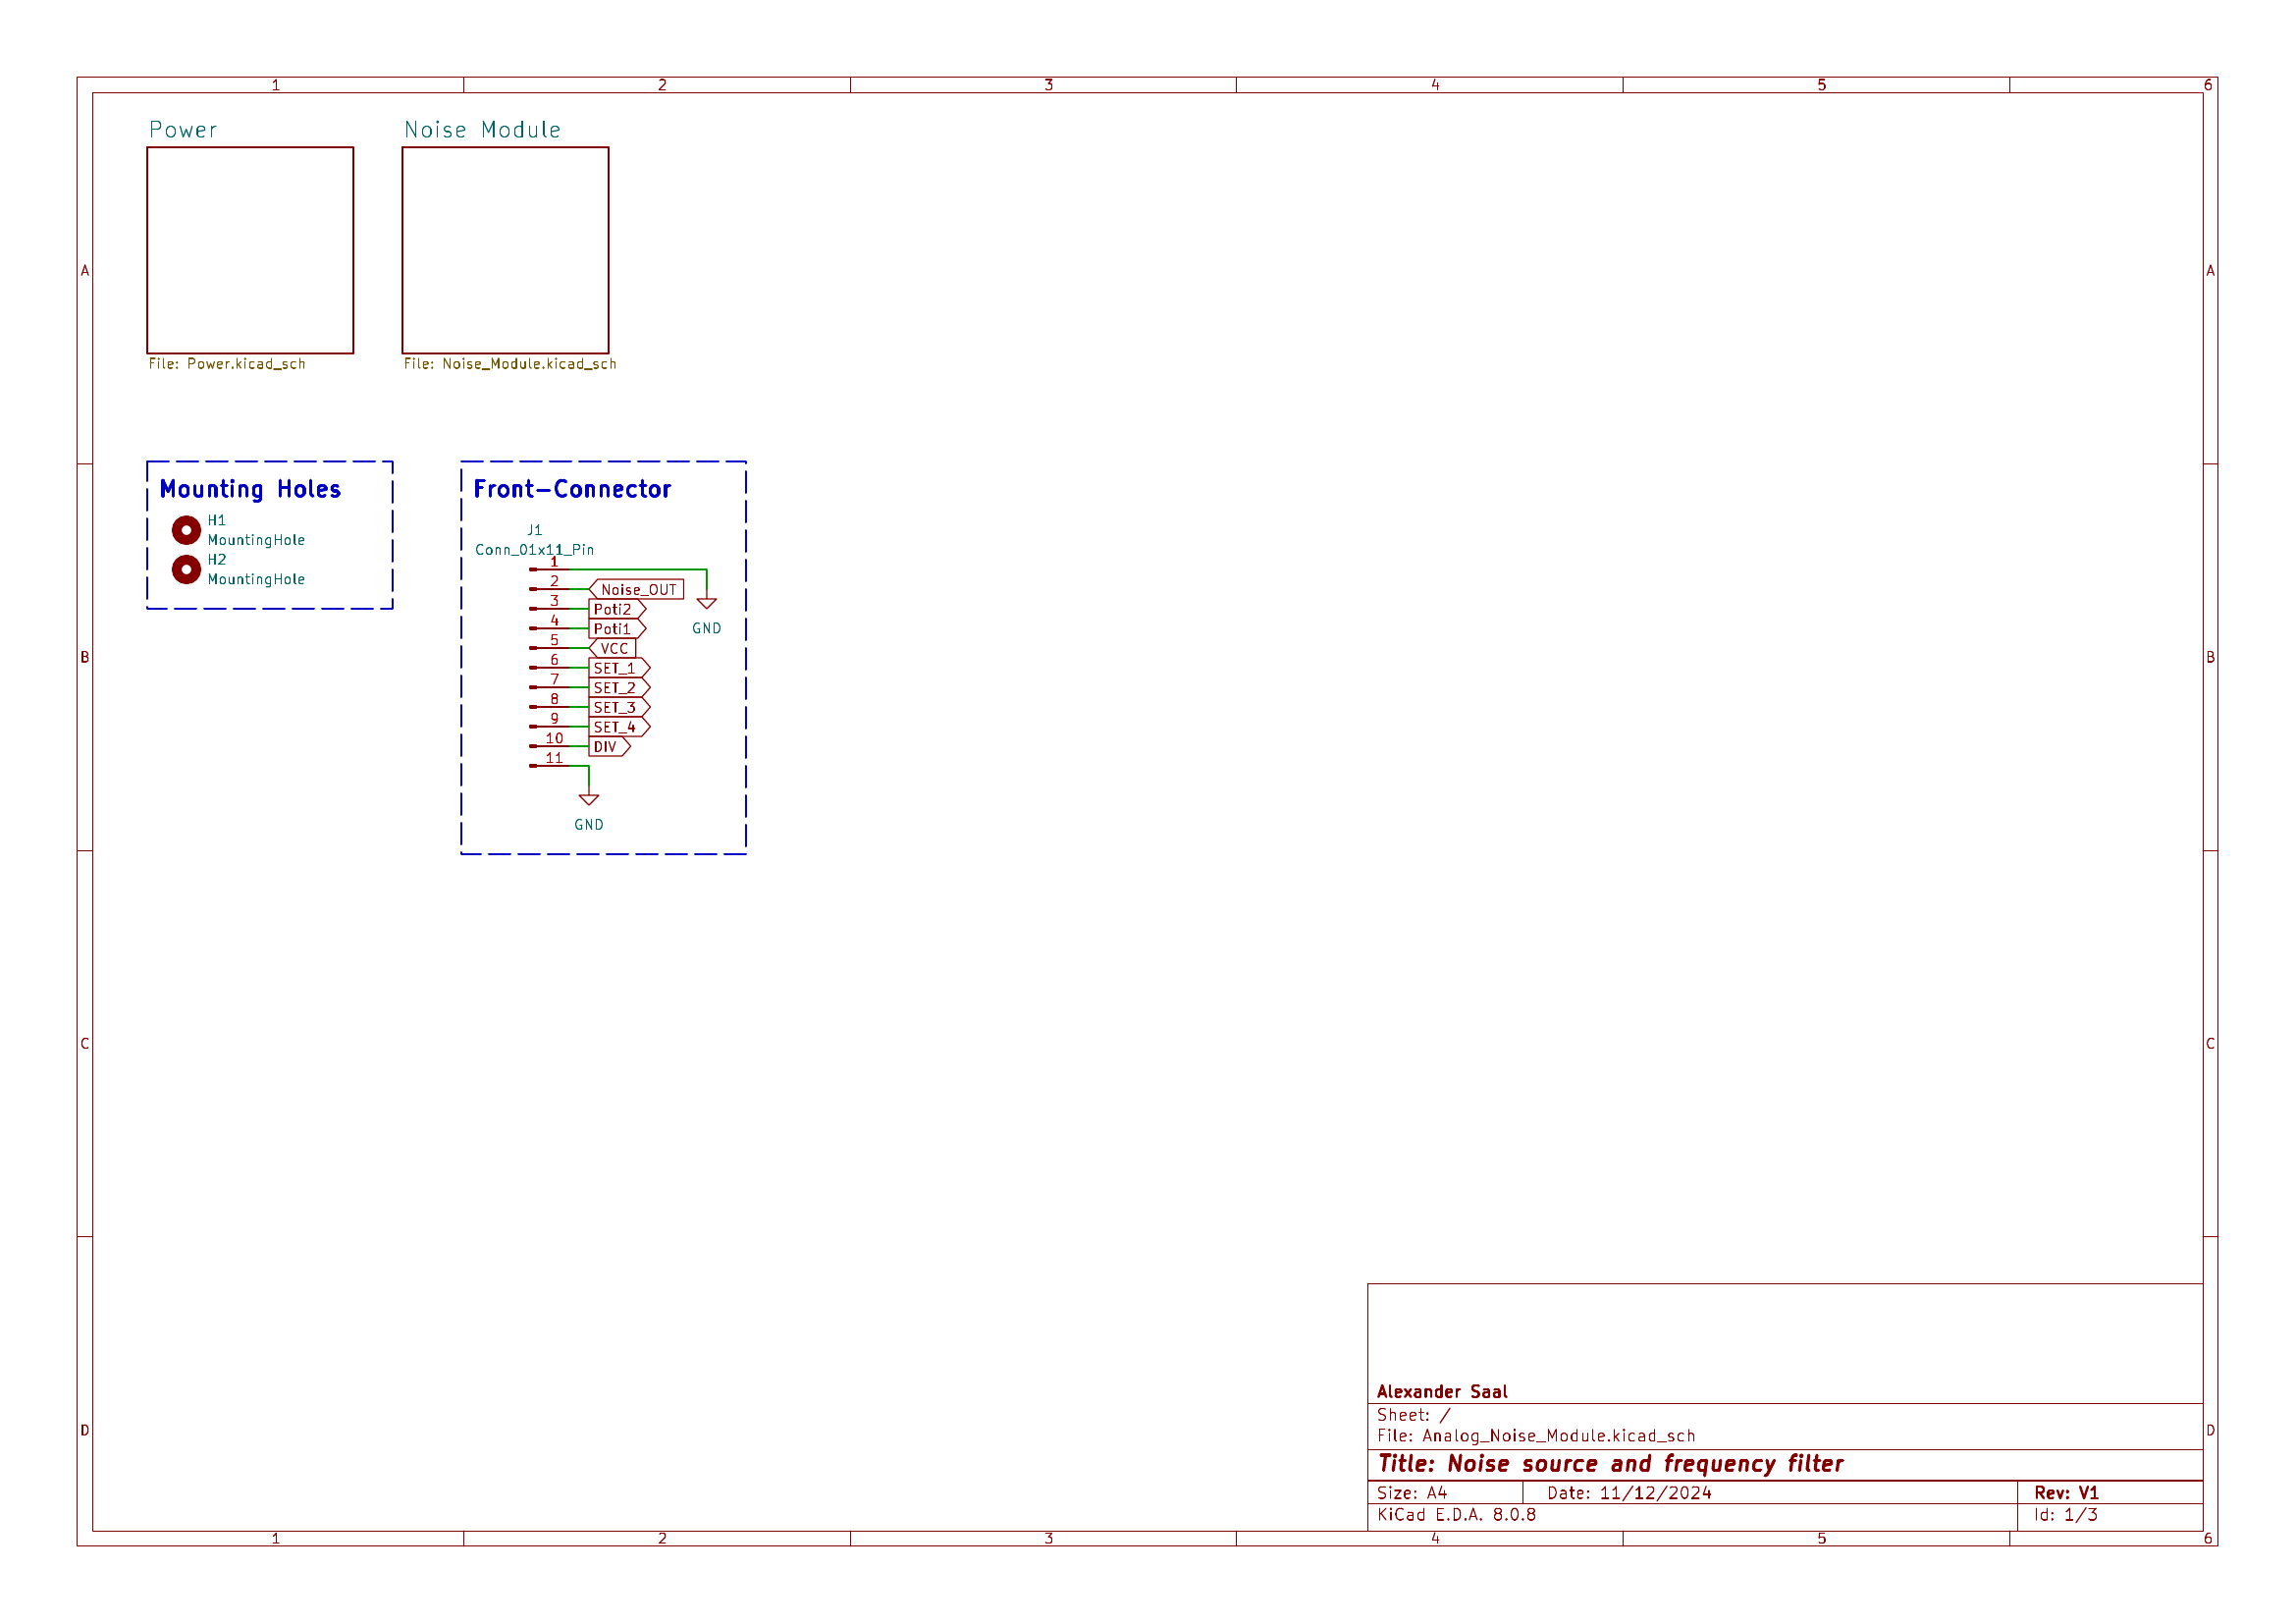 1 2 3 4 5 6
Power
Noise Module
A
A
File: Power.kicad_sch
File: Noise_Module.kicad_sch
Mounting Holes
H1
MountingHole
H2
MountingHole
Front-Connector
J1
Conn_01x11_Pin
1
2 Noise_OUT
3 Poti2
4 Poti1
GND
5 VCC
6 SET_1
7 SET_2
8 SET_3
9 SET_4
10 DIV
11
GND
B
B
C
C
Alexander Saal
Sheet: /
File: Analog_Noise_Module.kicad_sch
D
D
Title: Noise source and frequency filter
Size: A4
Date: 11/12/2024
Rev: V1
KiCad E.D.A. 8.0.8
Id: 1/3
1 2 3 4 5 6